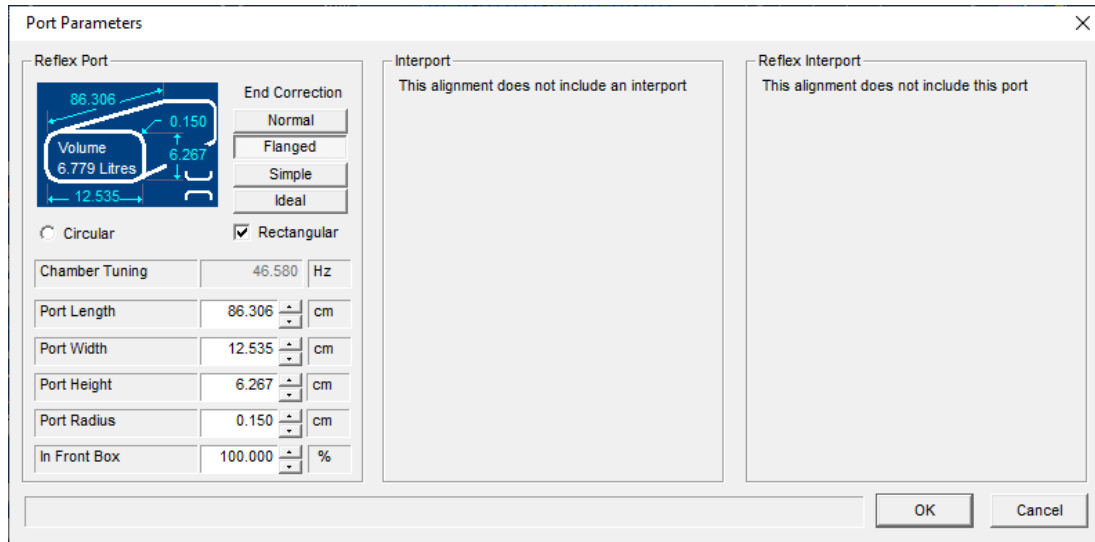 Port Parameters
Reflex Port
86.306
0.150
Volume
6.267
6.779 Litres
12.535
End Correction
Normal
Flanged
Simple
Ideal
Circular
Rectangular
Chamber Tuning 46.580 Hz
Port Length 86.306 cm
Port Width 12.535 cm
Port Height 6.267 cm
Port Radius 0.150 cm
In Front Box 100.000 %
Interport
This alignment does not include an interport
Reflex Interport
This alignment does not include this port
OK Cancel